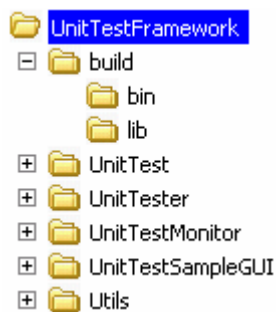 UnitTestFramework
build
bin
lib
UnitTest
UnitTester
UnitTestMonitor
UnitTestSampleGUI
Utils